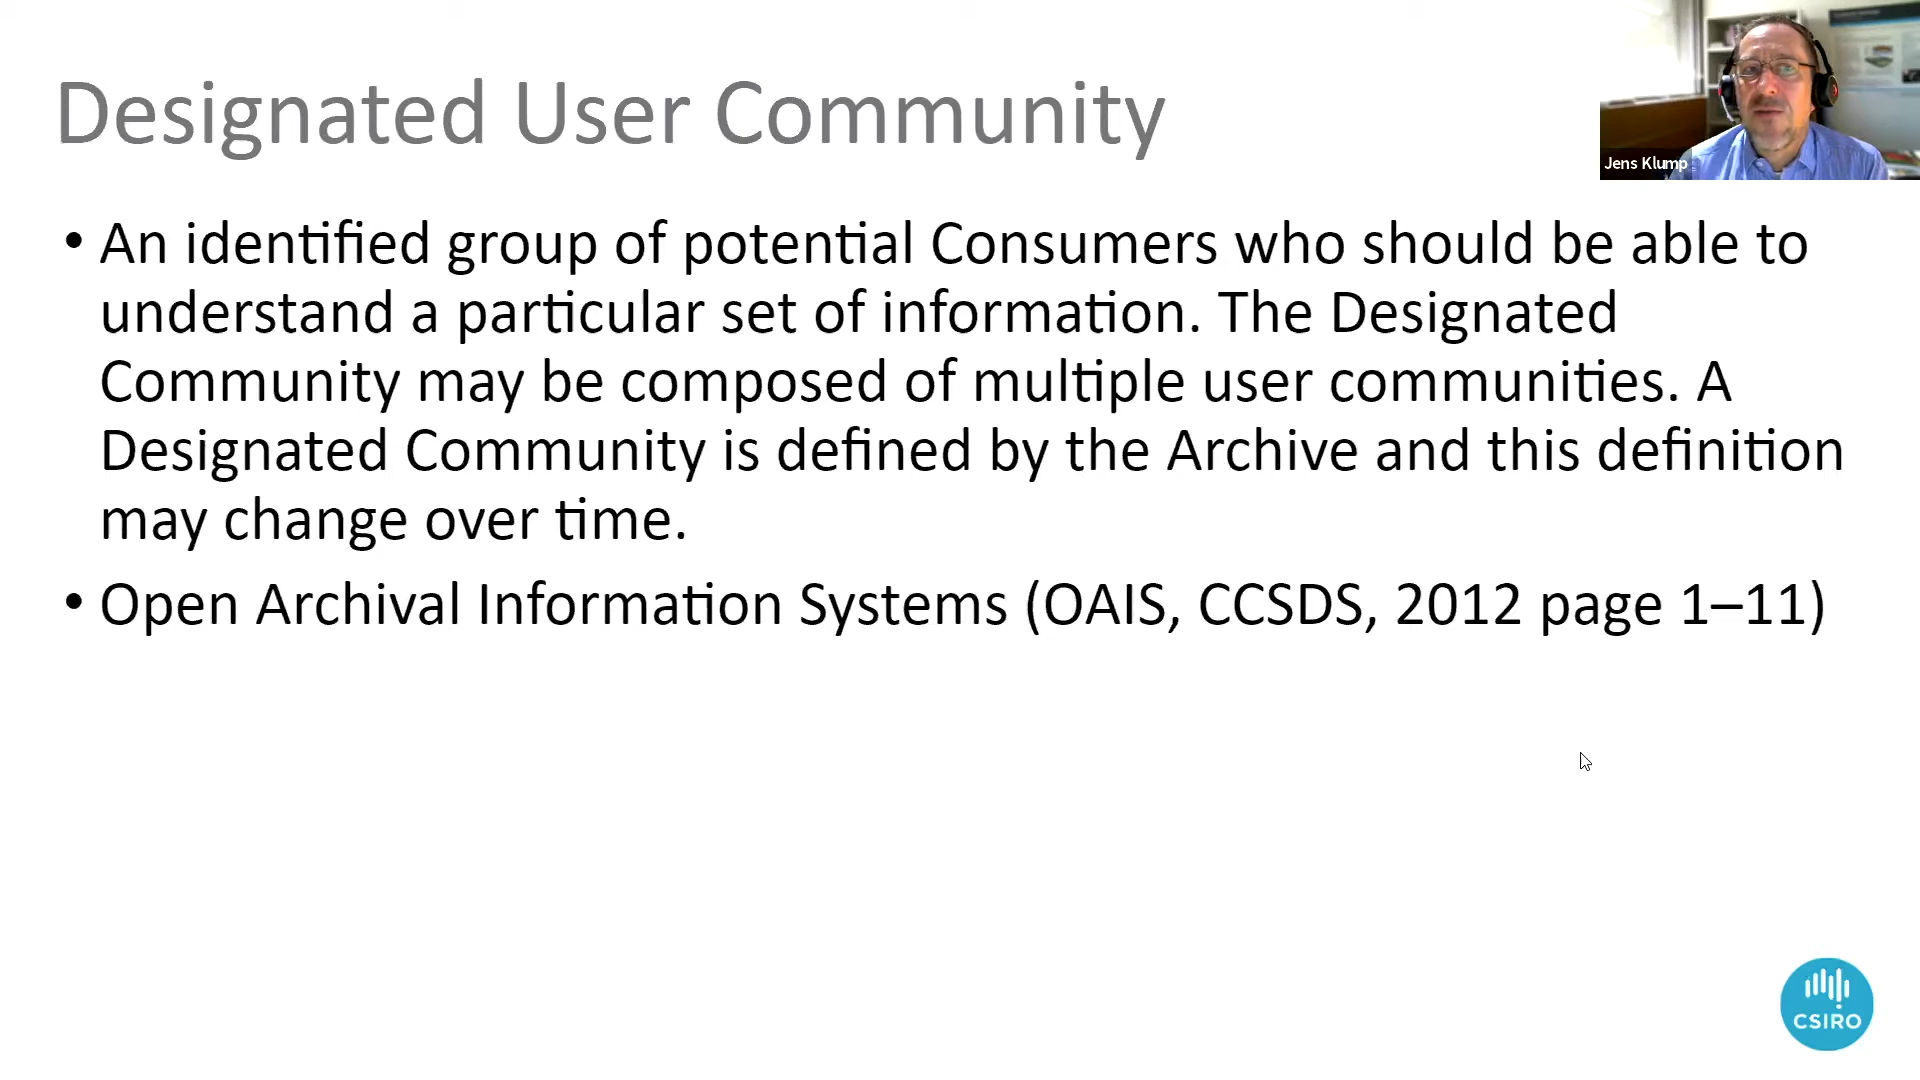 Designated User Community
Jens Klump
• An identified group of potential Consumers who should be able to
understand a particular set of information. The Designated
Community may be composed of multiple user communities. A
Designated Community is defined by the Archive and this definition
may change over time.
• Open Archival Information Systems (OAIS, CCSDS, 2012 page 1–11)
CSIRO